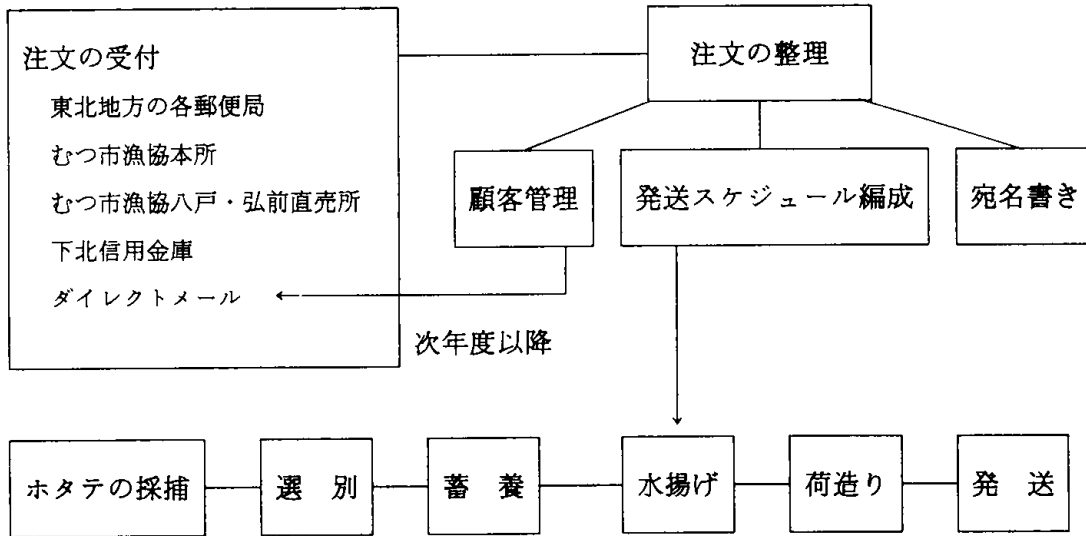 注文の受付
東北地方の各郵便局
むつ市漁協本所
むつ市漁協八戸・弘前直売所
下北信用金庫
ダイレクトメール
注文の整理
顧客管理
発送スケジュール編成
宛名書き
次年度以降
ホタテの採捕
選別
蓄養
水揚げ
荷造り
発送